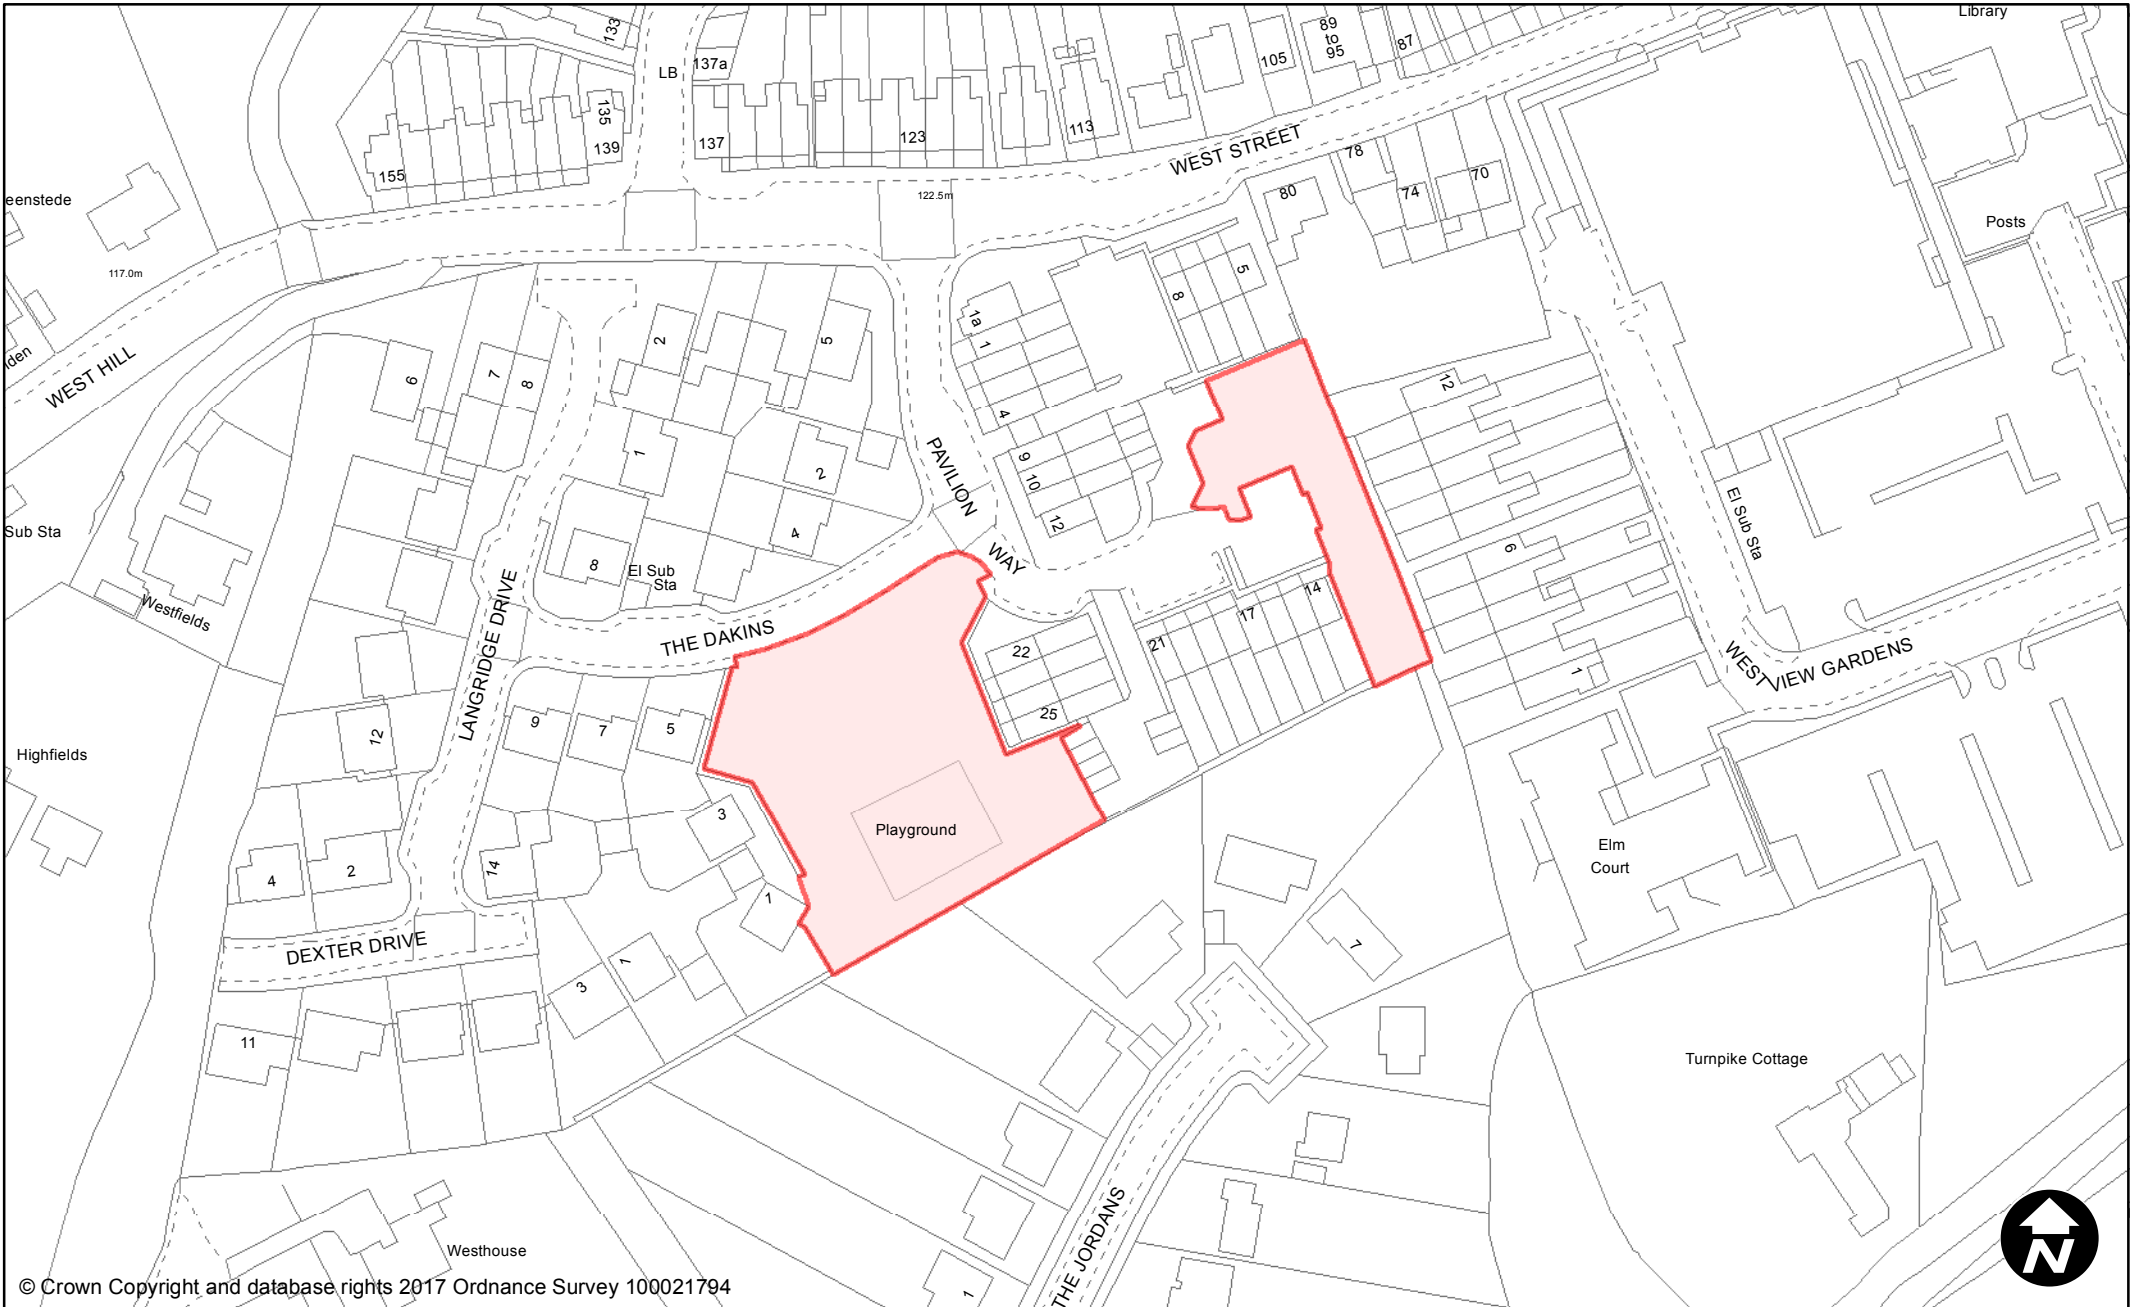 Library
133
89
to
95
87
105
LB
137a
135
139
137
123
113
155
WEST STREET
78
74
70
80
122.5m
eenstede
Posts
117.0m
5
8
1a
1
4
2
5
6
7
8
WEST HILL
12
PAVILION
WAY
9
10
12
1
2
4
El Sub Sta
Sub Sta
8
El Sub
Sta
6
Westfields
LANGRIDGE DRIVE
THE DAKINS
14
17
21
22
25
1
WEST
VIEW GARDENS
12
9
7
5
Highfields
3
Playground
Elm
Court
4
2
14
1
DEXTER DRIVE
1
3
7
11
Turnpike Cottage
THE JORDANS
Westhouse
1
N
© Crown Copyright and database rights 2017 Ordnance Survey 100021794